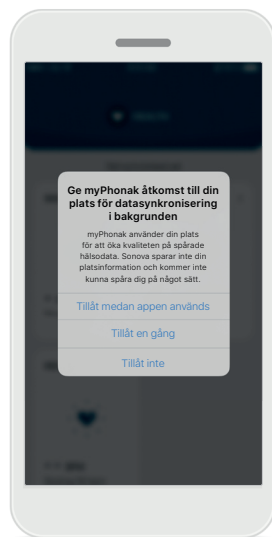 Ge myPhonak åtkomst till din
plats för datasynkronisering
i bakgrunden
myPhonak använder din plats
för att öka kvaliteten på spårade
hälsodata. Sonova sparar inte din
platsinformation och kommer inte
kunna spåra dig på något sätt.
Tillåt medan appen används
Tillåt en gång
Tillåt inte